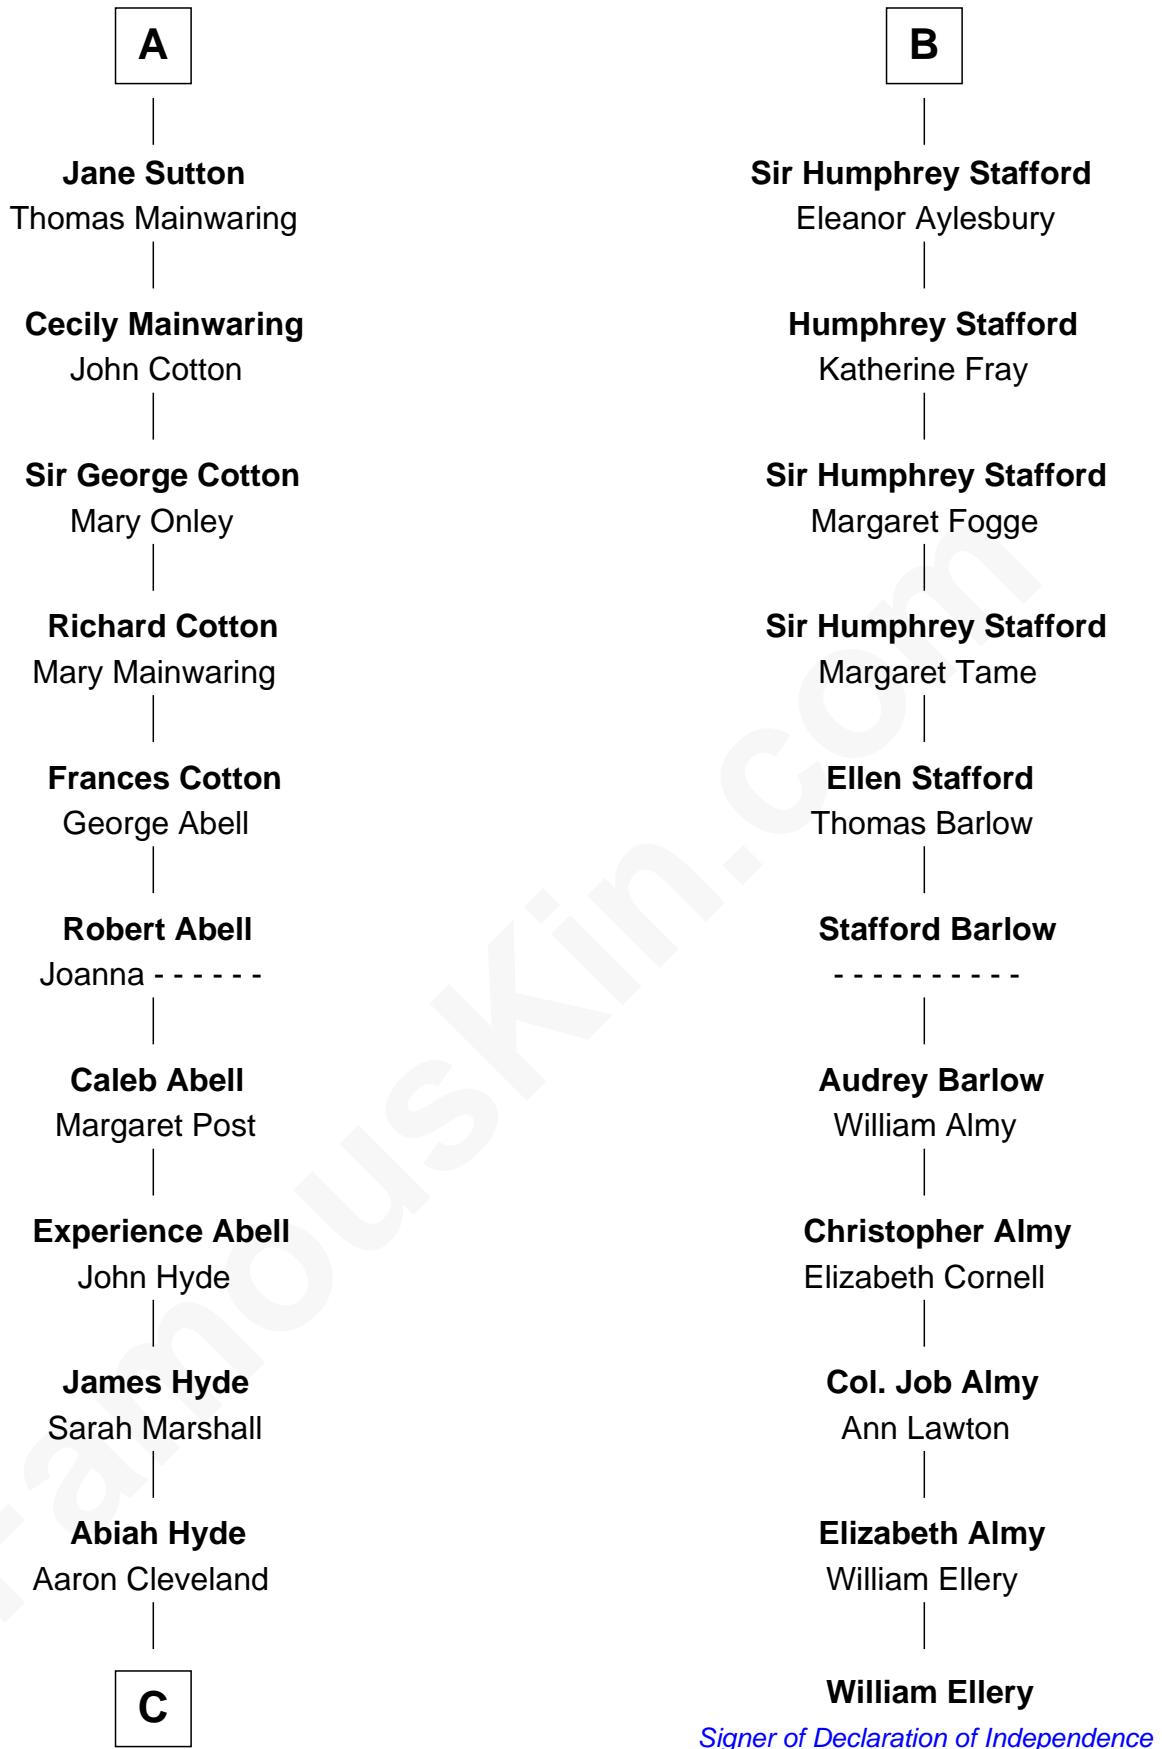 A
Jane Sutton
Thomas Mainwaring
Cecily Mainwaring
John Cotton
Sir George Cotton
Mary Onley
Richard Cotton
Mary Mainwaring
Frances Cotton
George Abell
Robert Abell
Joanna - - - - - -
Caleb Abell
Margaret Post
Experience Abell
John Hyde
James Hyde
Sarah Marshall
Abiah Hyde
Aaron Cleveland
C
B
Sir Humphrey Stafford
Eleanor Aylesbury
Humphrey Stafford
Katherine Fray
Sir Humphrey Stafford
Margaret Fogge
Sir Humphrey Stafford
Margaret Tame
Ellen Stafford
Thomas Barlow
Stafford Barlow
- - - - - - - - - -
Audrey Barlow
William Almy
Christopher Almy
Elizabeth Cornell
Col. Job Almy
Ann Lawton
Elizabeth Almy
William Ellery
William Ellery
Signer of Declaration of Independence
FamousKin.com